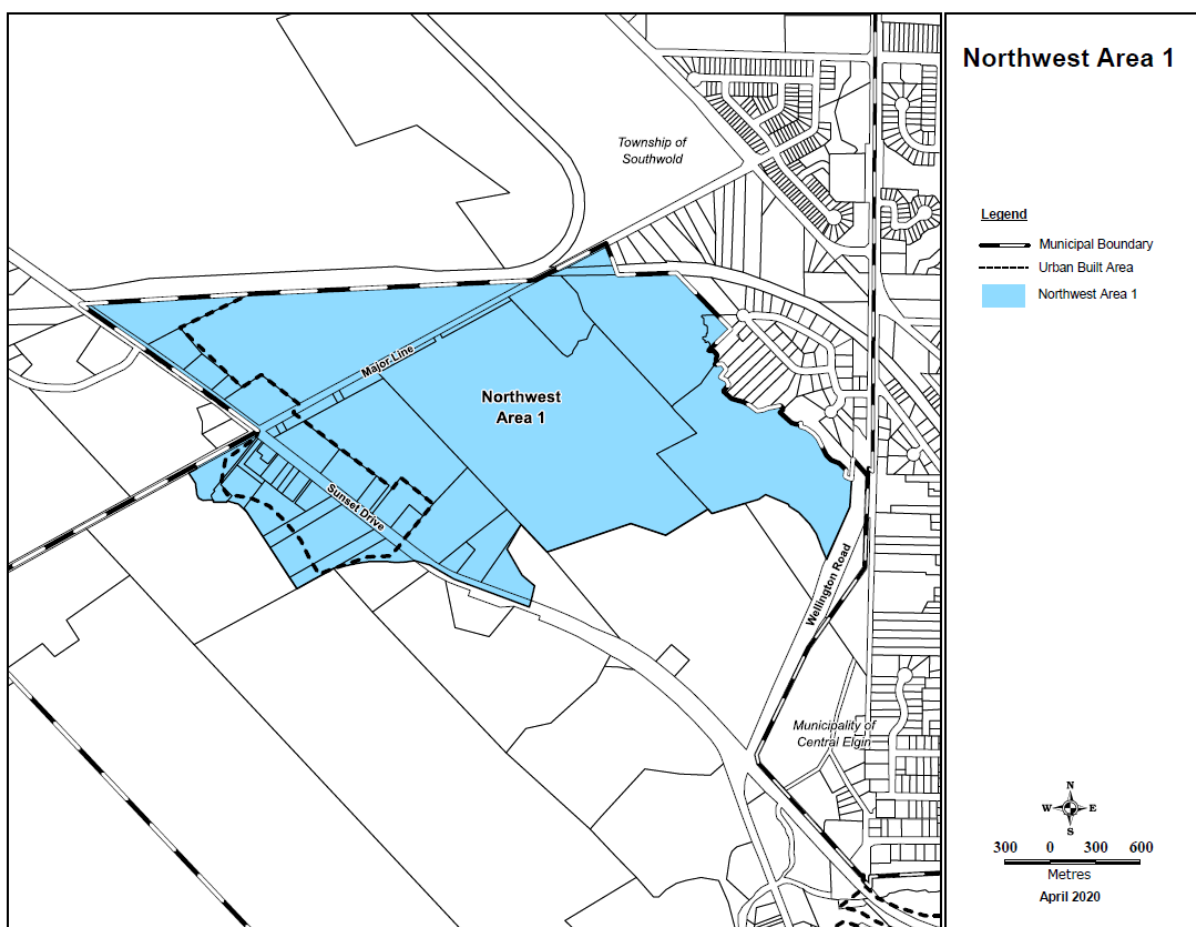 Northwest Area 1
Township of
Southwold
Legend
Municipal Boundary
Urban Built Area
Northwest Area 1
Major Line
Northwest
Area 1
Sunset Drive
Wellington Road
Municipality of
Central Elgin
N
W E
S
300 0 300 600
Metres
April 2020